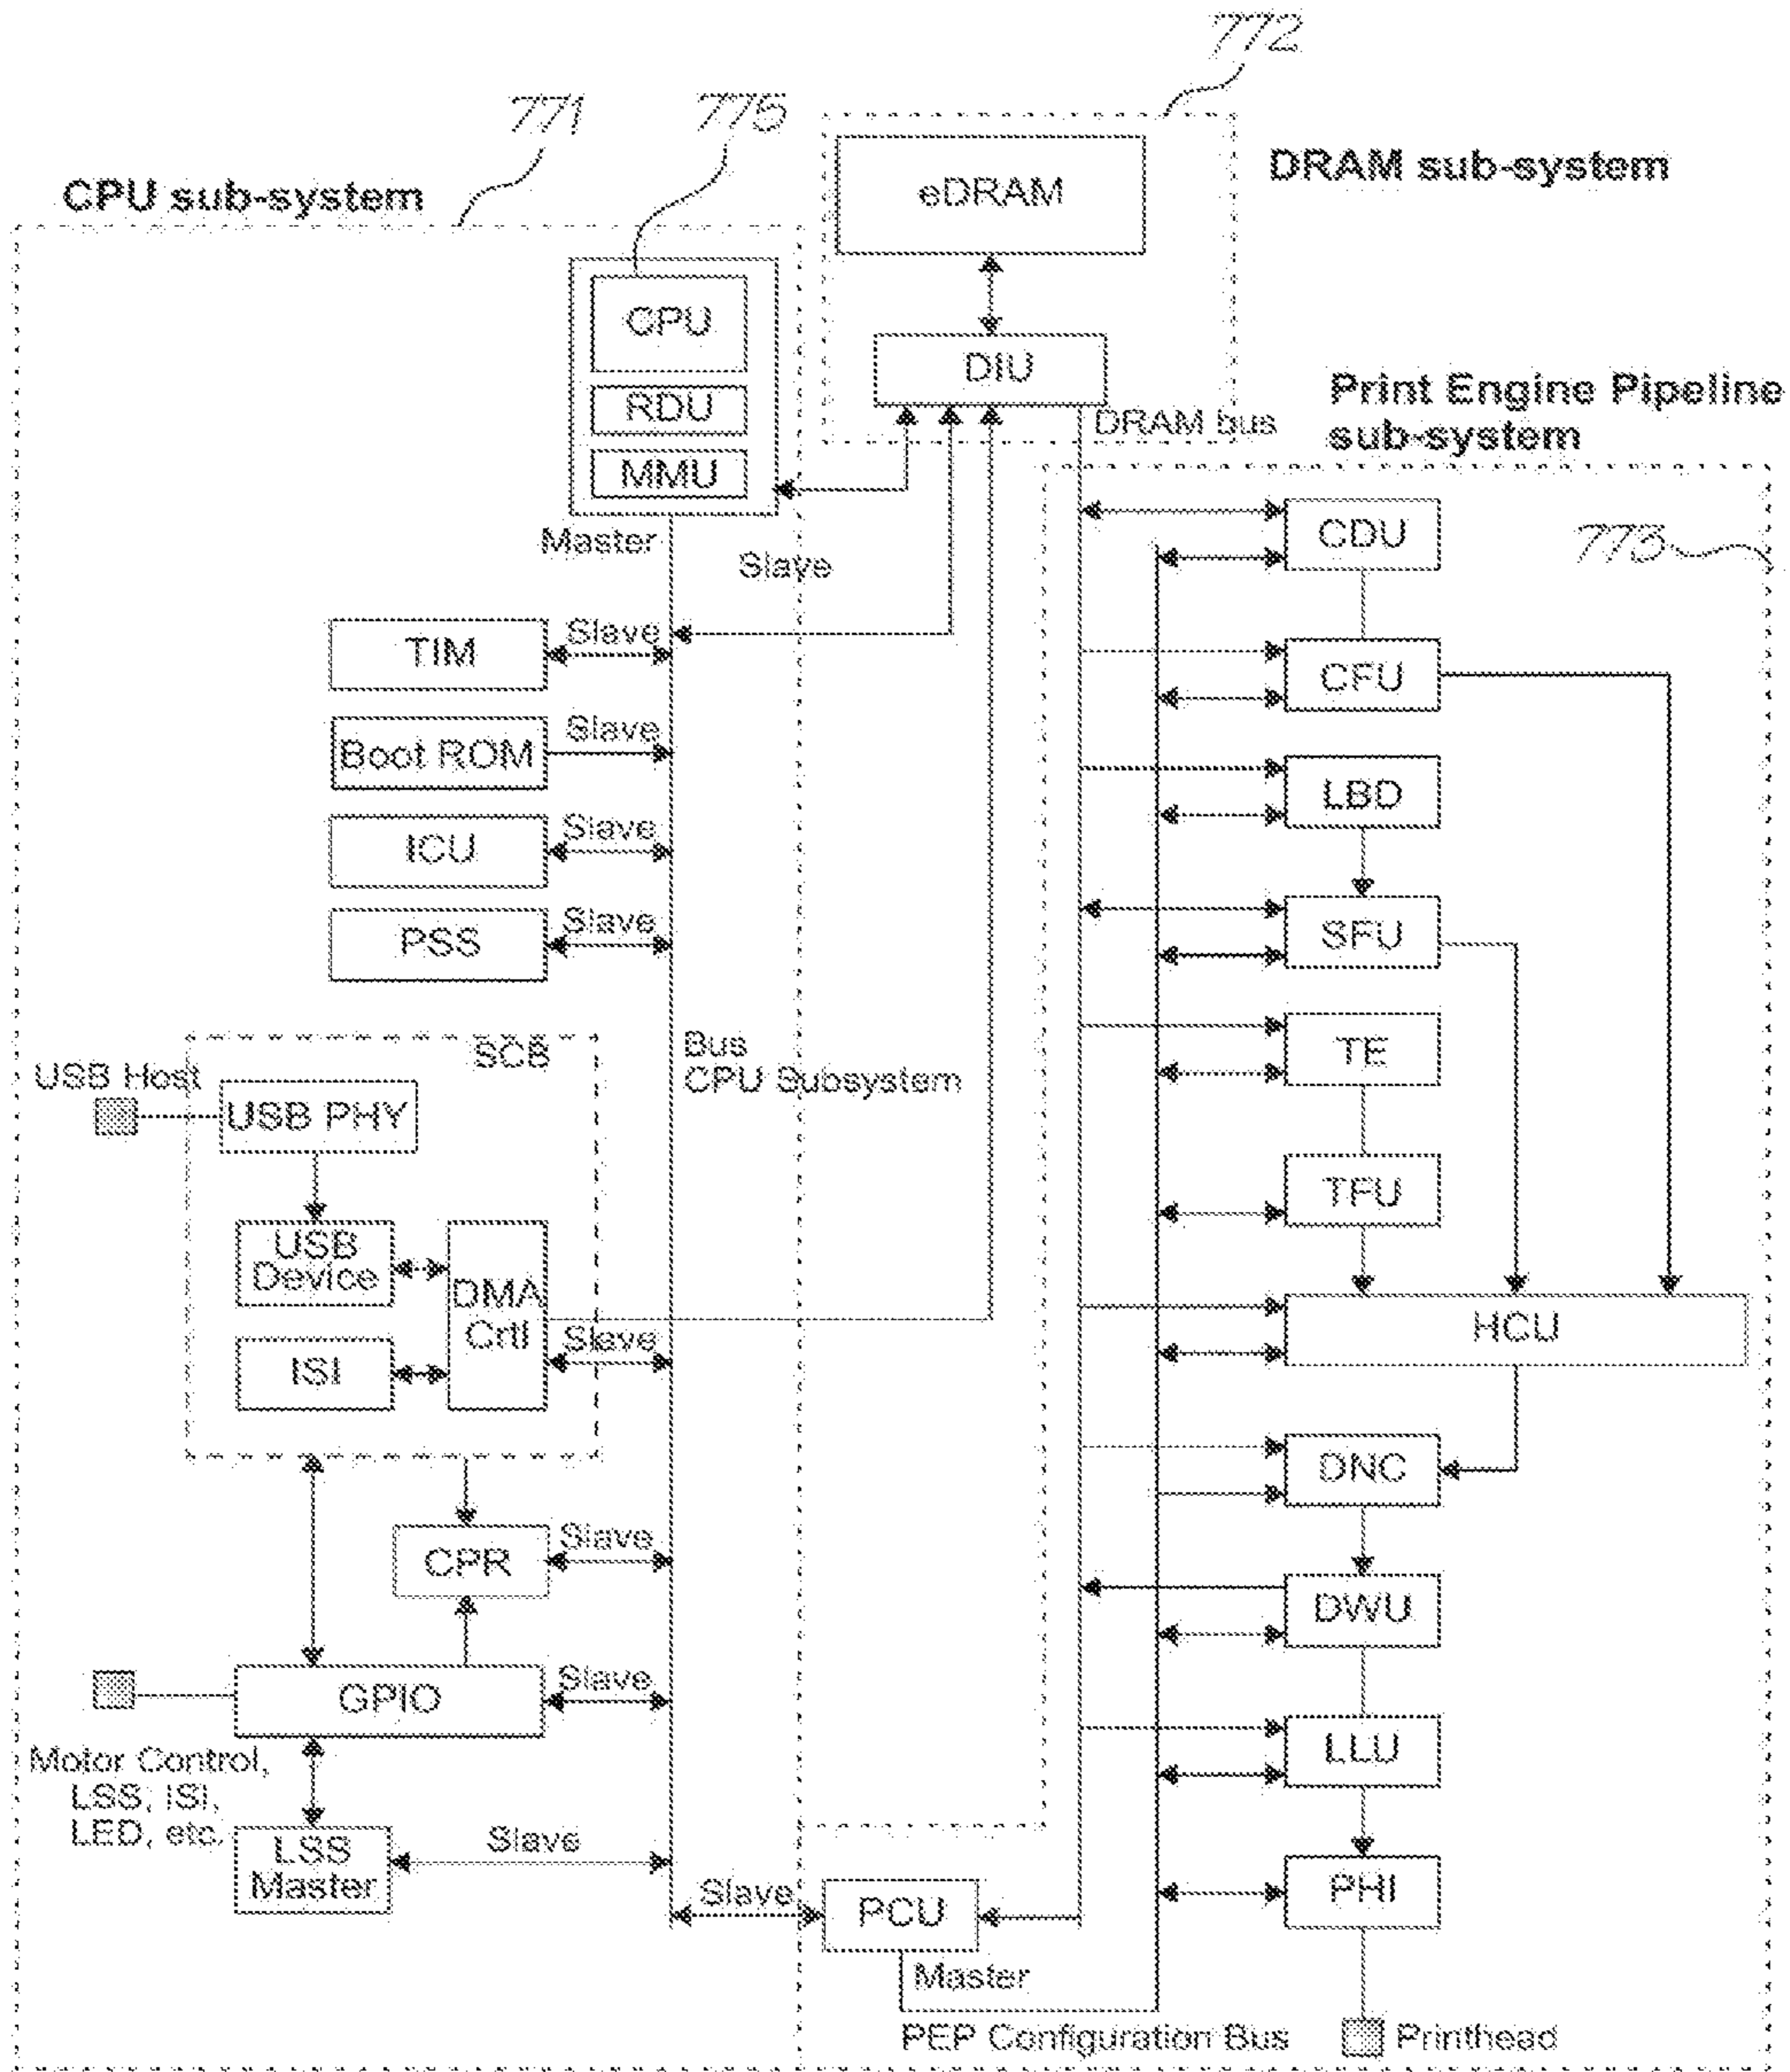 772
771
775
DRAM sub-system
CPU sub-system
eDRAM
CPU
DIU
RDU
DRAM bus
MMU
Print Engine Pipeline
sub-system
Master
Slave
CDU
773
TIM
Slave
CFU
Boot ROM
Slave
LBD
ICU
Slave
PSS
Slave
SFU
SCB
Bus
CPU Subsystem
TE
USB Host
USB PHY
TFU
USB
Device
DMA
Crtl
Slave
HCU
ISI
DNC
CPR
Slave
DWU
GPIO
Slave
Motor Control,
LSS, ISI,
LED, etc.
LLU
LSS
Master
Slave
Slave
PCU
PHI
Master
PEP Configuration Bus
Printhead